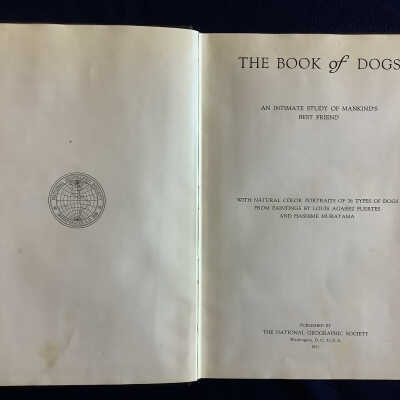 THE BOOK of DOGS
AN INTIMATE STUDY OF MANKIND'S
BEST FRIEND
WITH NATURAL COLOR PORTRAITS OF 26 TYPES OF DOGS
FROM PAINTINGS BY LOUIS AGASSIZ FUERTES
AND HASHIME MURAYAMA
PUBLISHED BY
THE NATIONAL GEOGRAPHIC SOCIETY
Washington, D.C., U.S.A.